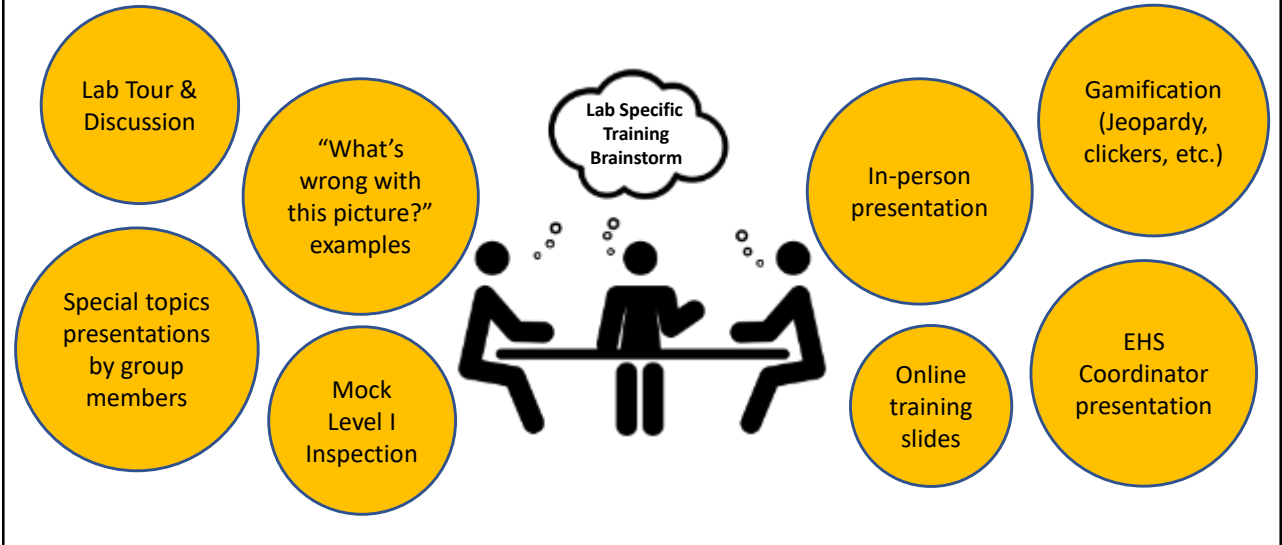 Lab Tour &
Discussion
“What’s
wrong with
this picture?”
examples
Special topics
presentations
by group
members
Mock
Level I
Inspection
Lab Specific
Training
Brainstorm
In-person
presentation
Gamification
(Jeopardy,
clickers, etc.)
Online
training
slides
EHS
Coordinator
presentation